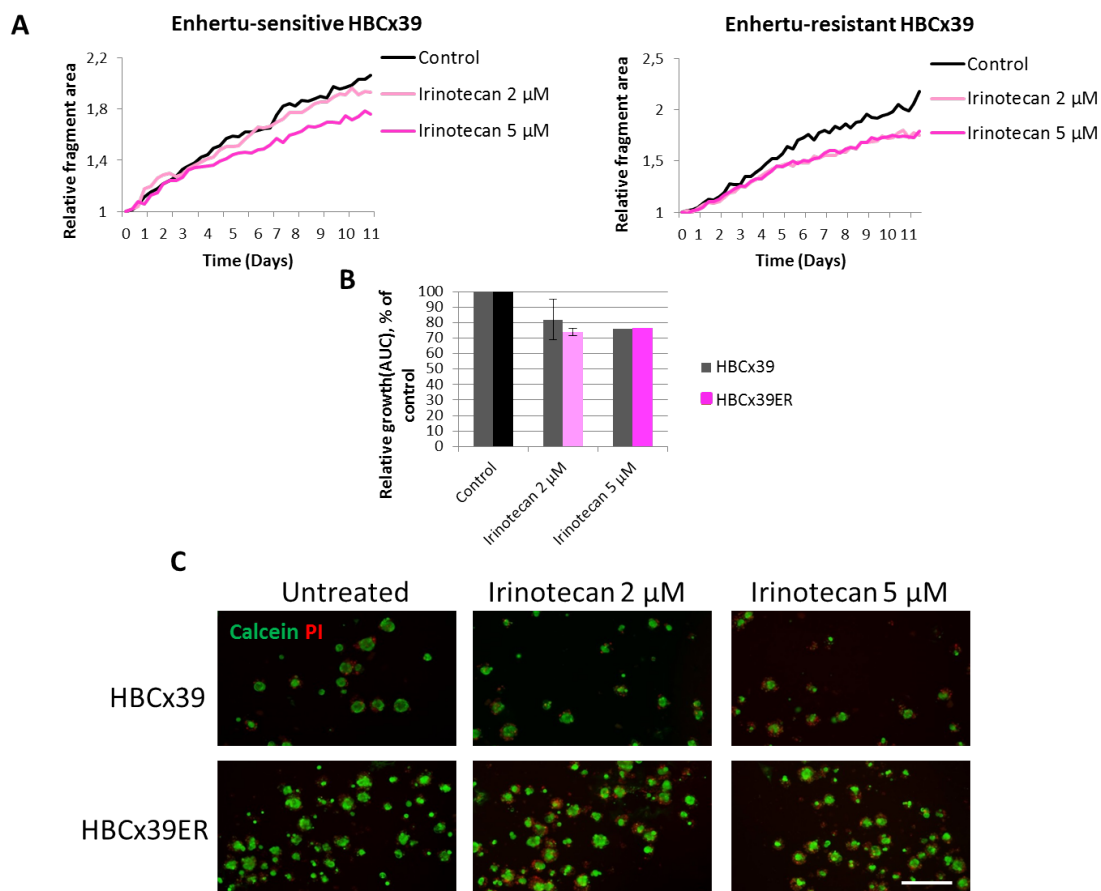 A
Enhertu-sensitive HBCx39
Relative fragment area
2,2
1,8
1,4
1
0 1 2 3 4 5 6 7 8 9 10 11
Time (Days)
Control
Irinotecan 2 µM
Irinotecan 5 µM
Enhertu-resistant HBCx39
Relative fragment area
2,5
2
1,5
1
0 1 2 3 4 5 6 7 8 9 10 11
Time (Days)
Control
Irinotecan 2 µM
Irinotecan 5 µM
B
Relative growth(AUC), % of
control
100
90
80
70
60
50
40
30
20
10
0
Control
Irinotecan 2 µM
Irinotecan 5 µM
HBCx39
HBCx39ER
C
Untreated
Irinotecan 2 µM
Irinotecan 5 µM
Calcein PI
HBCx39
HBCx39ER